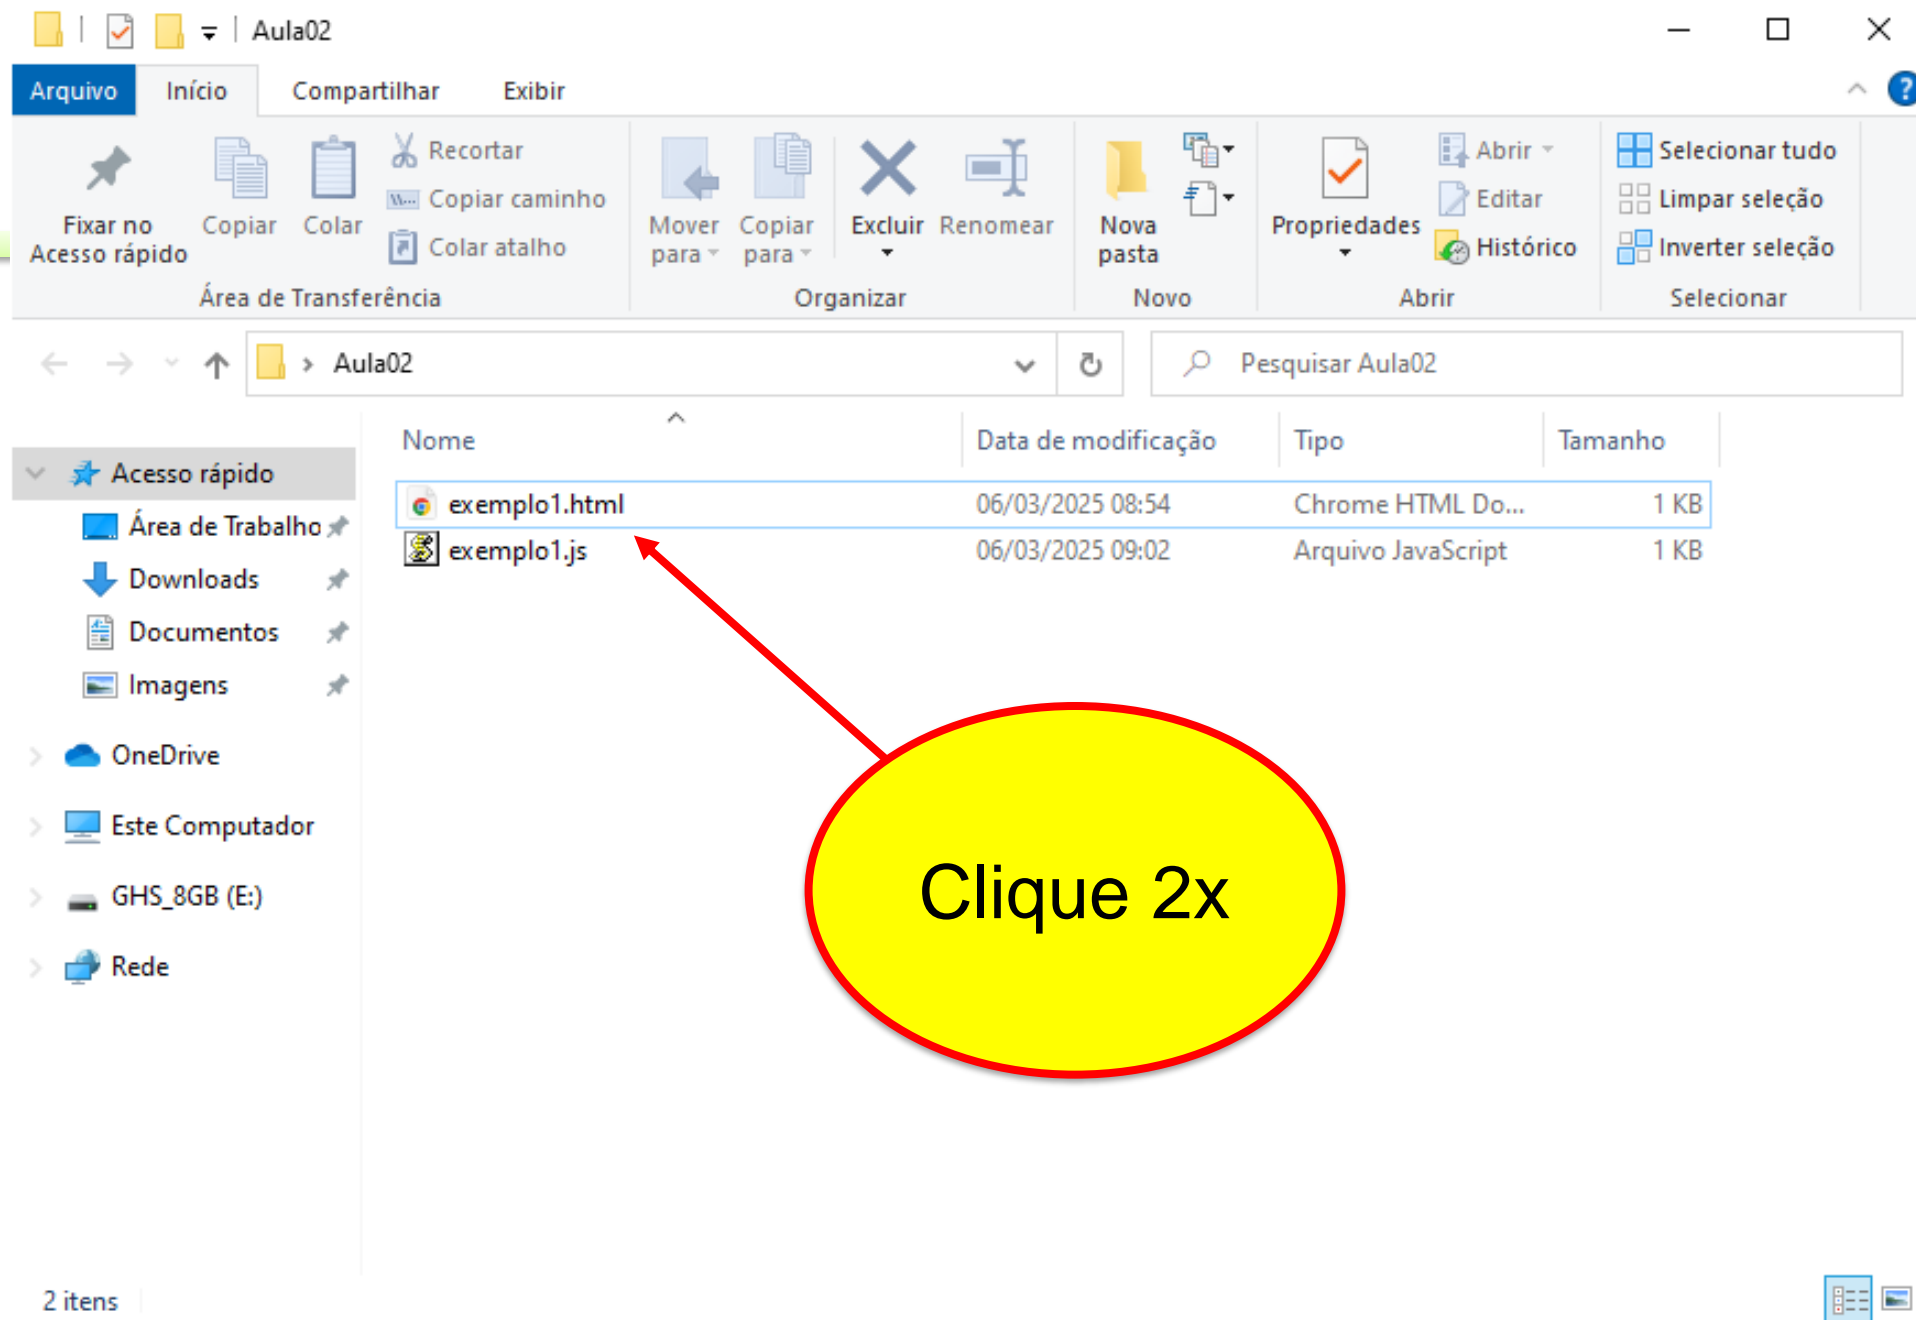 Aula02
Arquivo Início Compartilhar Exibir
Fixar no
Acesso rápido
Copiar
Colar
Recortar
Copiar caminho
Colar atalho
Área de Transferência
Mover
para
Copiar
para
Excluir
Renomear
Organizar
Nova
pasta
Novo
Propriedades
Abrir
Editar
Histórico
Abrir
Selecionar tudo
Limpar seleção
Inverter seleção
Selecionar
Aula02
Pesquisar Aula02
Nome Data de modificação Tipo Tamanho
exemplo1.html 06/03/2025 08:54 Chrome HTML Do... 1 KB
exemplo1.js 06/03/2025 09:02 Arquivo JavaScript 1 KB
Acesso rápido
Área de Trabalho
Downloads
Documentos
Imagens
OneDrive
Este Computador
GHS_8GB (E:)
Rede
Clique 2x
2 itens